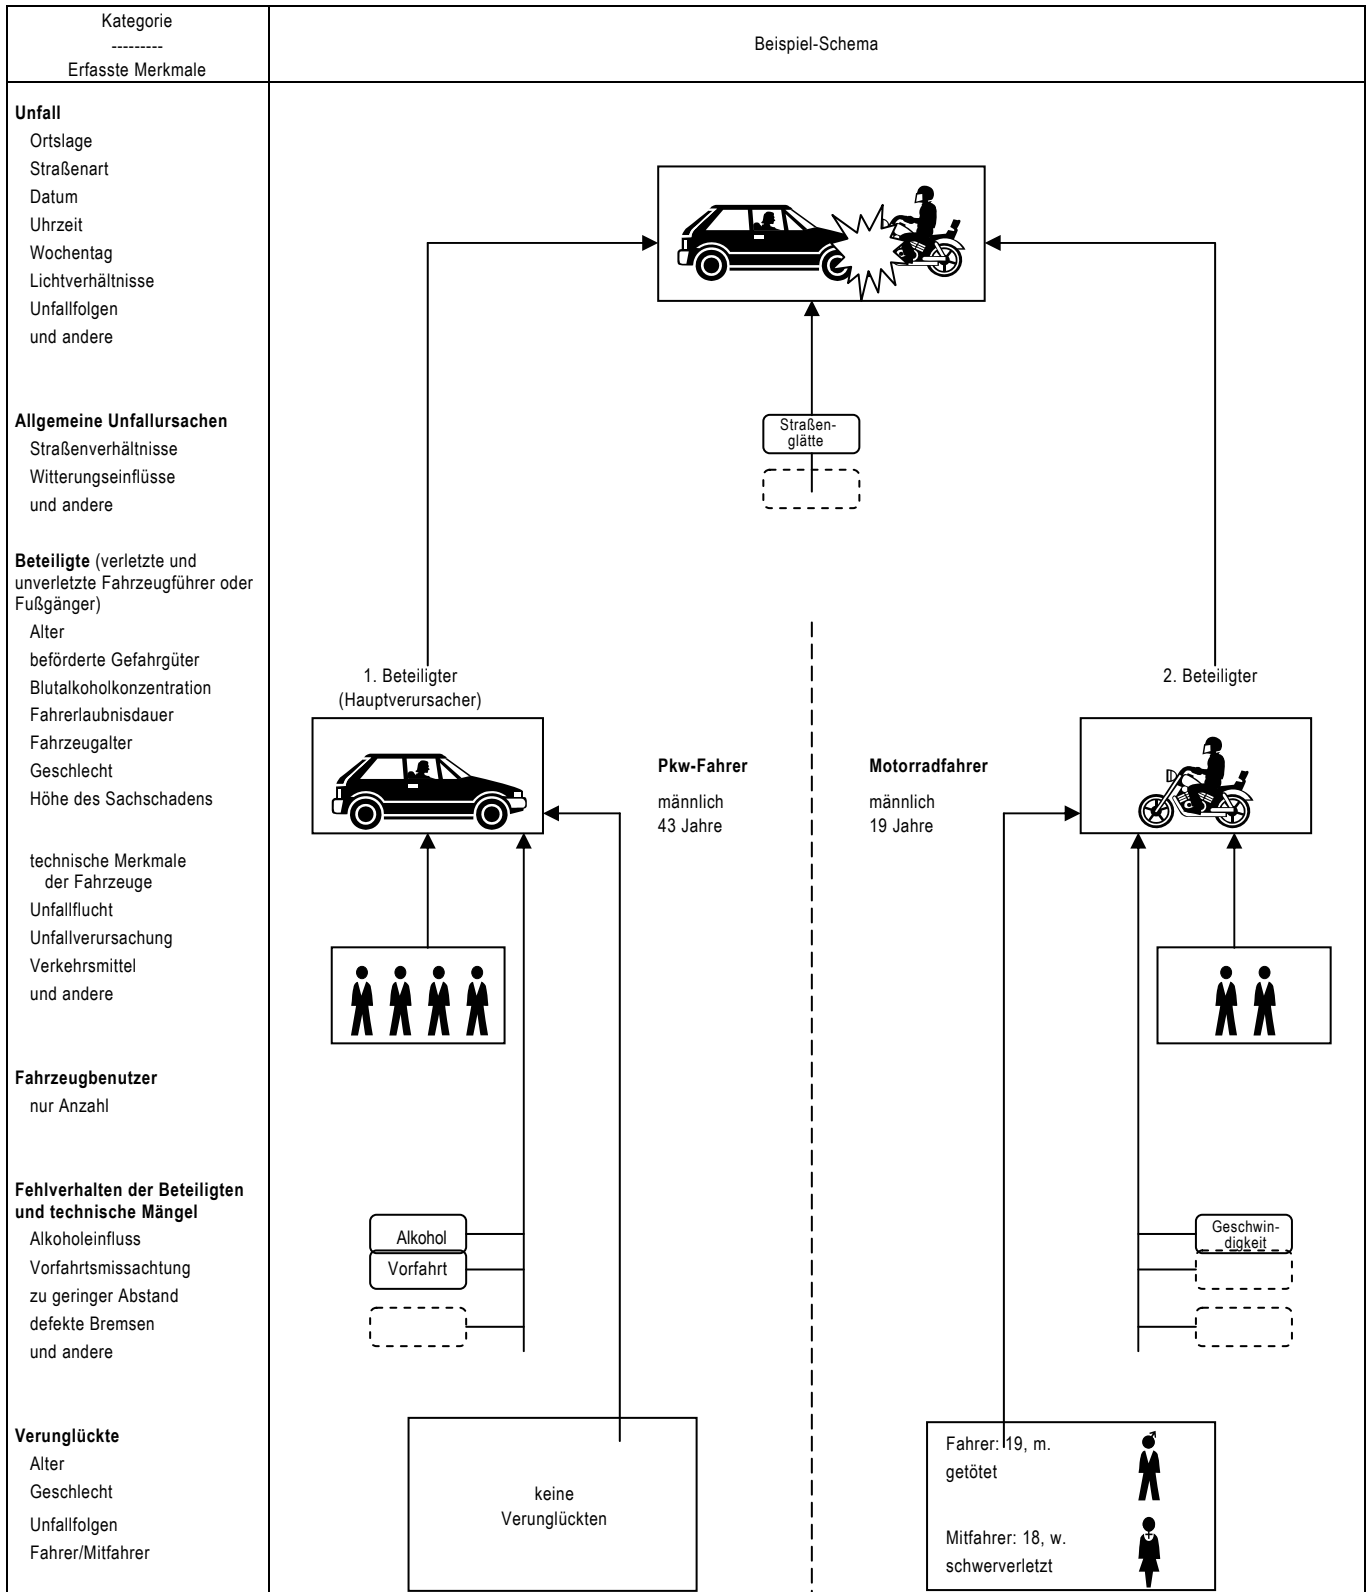 Kategorie
---------
Erfasste Merkmale
Beispiel-Schema
Unfall
Ortslage
Straßenart
Datum
Uhrzeit
Wochentag
Lichtverhältnisse
Unfallfolgen
und andere
Allgemeine Unfallursachen
Straßenverhältnisse
Witterungseinflüsse
und andere
Straßen-
glätte
Beteiligte (verletzte und
unverletzte Fahrzeugführer oder
Fußgänger)
Alter
beförderte Gefahrgüter
Blutalkoholkonzentration
Fahrerlaubnisdauer
Fahrzeugalter
Geschlecht
Höhe des Sachschadens
technische Merkmale
der Fahrzeuge
Unfallflucht
Unfallverursachung
Verkehrsmittel
und andere
1. Beteiligter
(Hauptverursacher)
Pkw-Fahrer
männlich
43 Jahre
2. Beteiligter
Motorradfahrer
männlich
19 Jahre
Fahrzeugbenutzer
nur Anzahl
Fehlverhalten der Beteiligten
und technische Mängel
Alkoholeinfluss
Vorfahrtsmissachtung
zu geringer Abstand
defekte Bremsen
und andere
Alkohol
Vorfahrt
Geschwin-
digkeit
Verunglückte
Alter
Geschlecht
Unfallfolgen
Fahrer/Mitfahrer
keine
Verunglückten
Fahrer: 19, m.
getötet
Mitfahrer: 18, w.
schwerverletzt